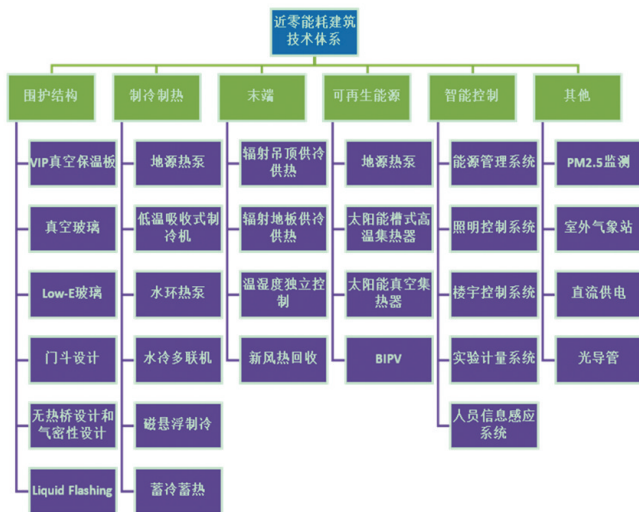 近零能耗建筑
技术体系
围护结构
制冷制热
末端
可再生能源
智能控制
其他
VIP真空保温板
真空玻璃
Low-E玻璃
门斗设计
无热桥设计和
气密性设计
Liquid Flashing
地源热泵
低温吸收式制
冷机
水环热泵
水冷多联机
磁悬浮制冷
蓄冷蓄热
辐射吊顶供冷
供热
辐射地板供冷
供热
温湿度独立控
制
新风热回收
地源热泵
太阳能槽式高
温集热器
太阳能真空集
热器
BIPV
能源管理系统
照明控制系统
楼宇控制系统
实验计量系统
人员信息感应
系统
PM2.5监测
室外气象站
直流供电
光导管